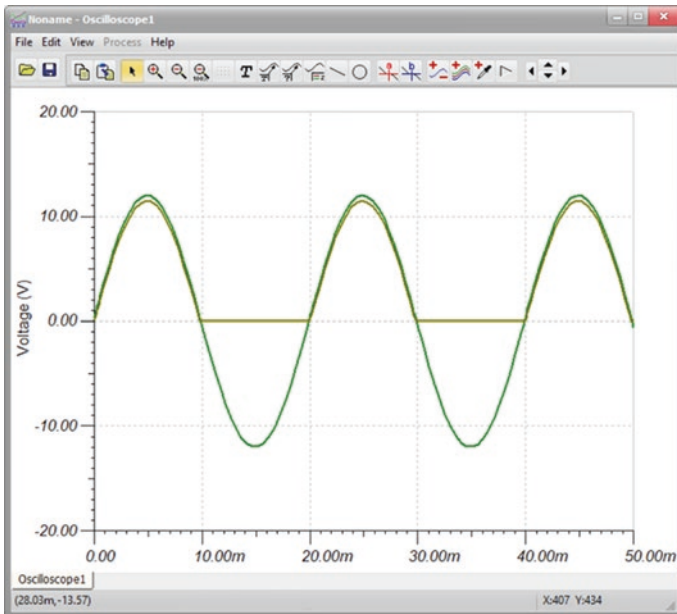 Noname - Oscilloscope1
File Edit View Process Help
T
20.00
10.00
0.00
-10.00
-20.00
Voltage (V)
0.00 10.00m 20.00m 30.00m 40.00m 50.00m
Osciloscope1
(28.03m,-13.57) X:407 Y:434